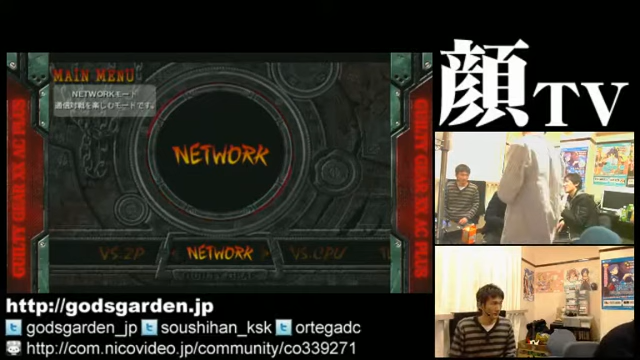 MAIN MENU
NETWORKモード
通信対戦を楽しむモードです。
GUILTY GEAR XX AC PLUS
NETWORK
GUILTY GEAR XX AC PLUS
VS.2P
NETWORK
VS.CPU
顔TV
http://godsgarden.jp
godsgarden_jp soushihan_ksk ortegadc
http://com.nicovideo.jp/community/co339271